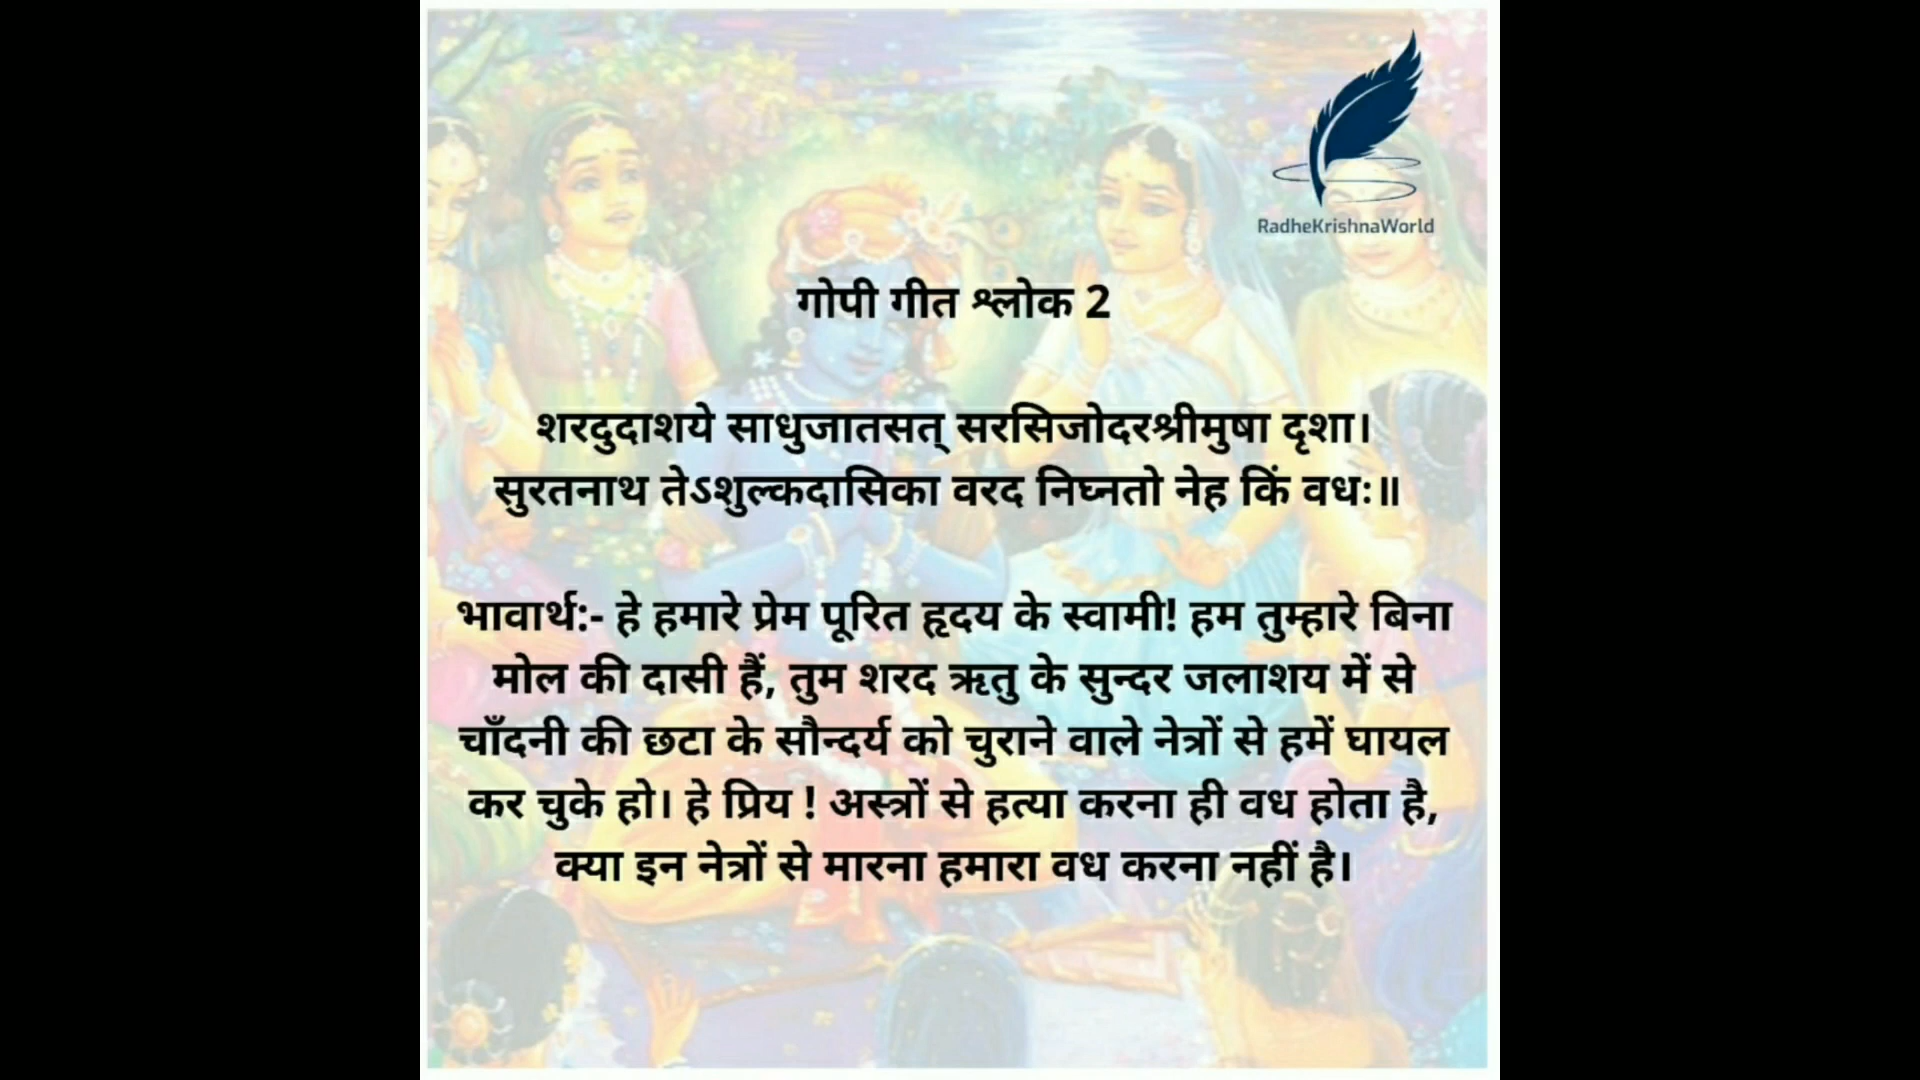 RadheKrishnaWorld
गोपी गीत श्लोक 2
शरदुदाशये साधुजातसत् सरसिजोदरश्रीमुषा दृशा।
सुरतनाथ तेऽशुल्कदासिका वरद निघ्नतो नेह किं वधः॥
भावार्थ:- हे हमारे प्रेम पूरित हृदय के स्वामी! हम तुम्हारे बिना
मोल की दासी हैं, तुम शरद ऋतु के सुन्दर जलाशय में से
चाँदनी की छटा के सौन्दर्य को चुराने वाले नेत्रों से हमें घायल
कर चुके हो। हे प्रिय ! अस्त्रों से हत्या करना ही वध होता है,
क्या इन नेत्रों से मारना हमारा वध करना नहीं है।